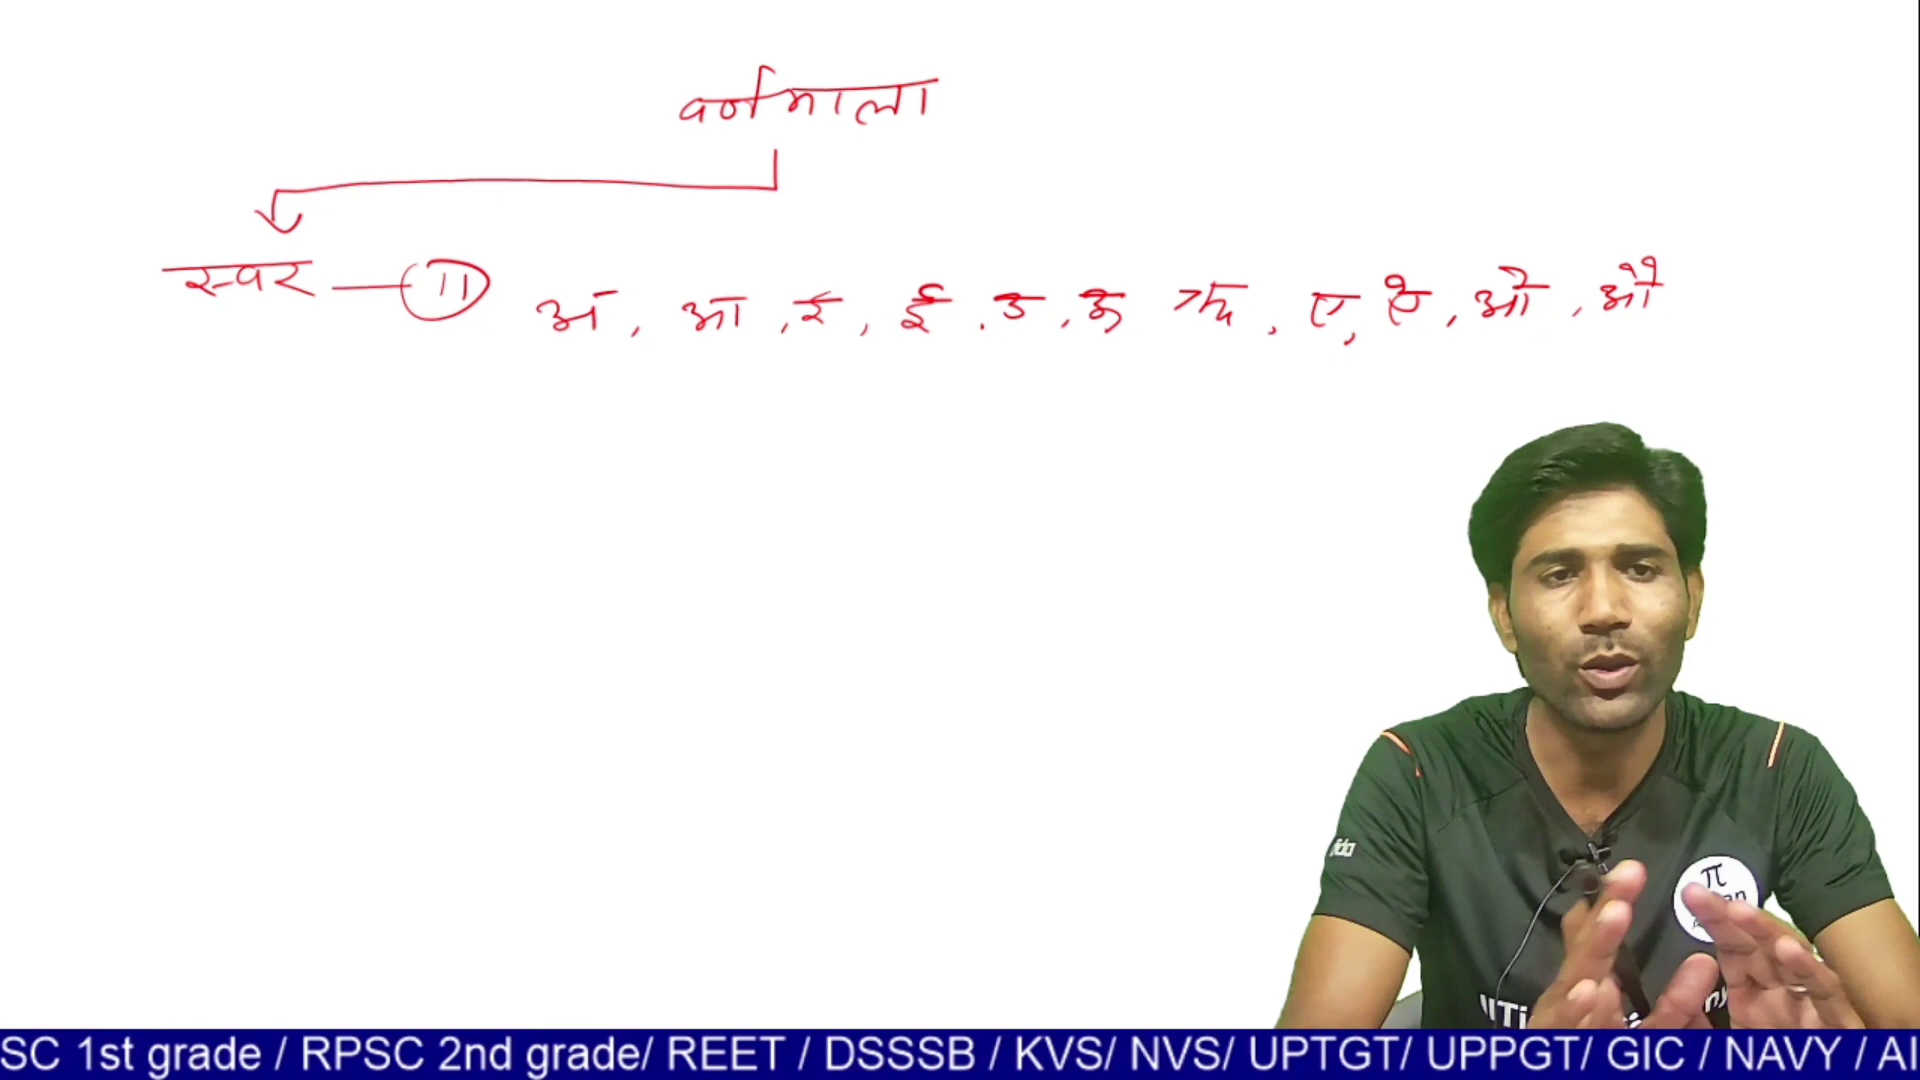 वर्णमाला
स्वर — 11 अ, आ, इ, ई, उ, ऊ ऋ, ए, ऐ, ओ, औ
π
SC 1st grade / RPSC 2nd grade/ REET / DSSSB / KVS/ NVS/ UPTGT/ UPPGT/ GIC / NAVY / AI